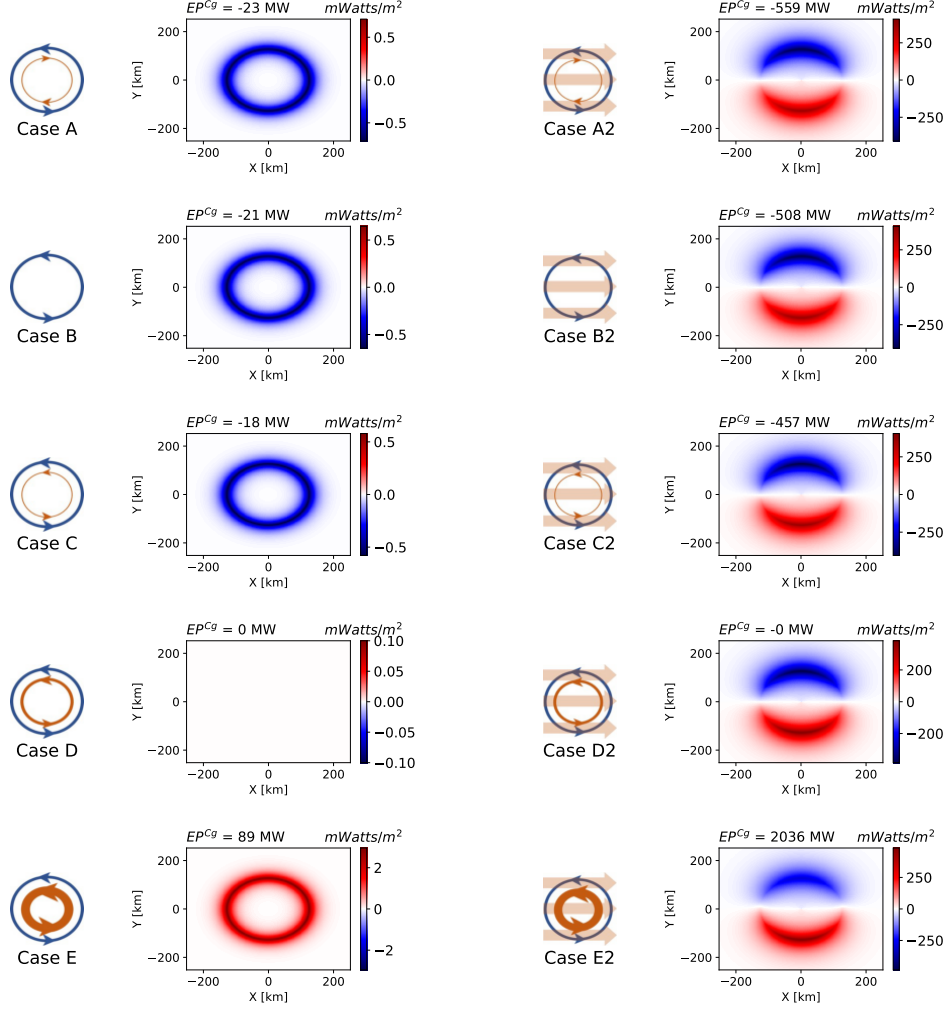 EP^Cg = -23 MW mWatts/m²
200
0
−200
Y [km]
−200 0 200
X [km]
0.5
0.0
−0.5
Case A
EP^Cg = -559 MW mWatts/m²
200
0
−200
Y [km]
−200 0 200
X [km]
250
0
−250
Case A2
EP^Cg = -21 MW mWatts/m²
200
0
−200
Y [km]
−200 0 200
X [km]
0.5
0.0
−0.5
Case B
EP^Cg = -508 MW mWatts/m²
200
0
−200
Y [km]
−200 0 200
X [km]
250
0
−250
Case B2
EP^Cg = -18 MW mWatts/m²
200
0
−200
Y [km]
−200 0 200
X [km]
0.5
0.0
−0.5
Case C
EP^Cg = -457 MW mWatts/m²
200
0
−200
Y [km]
−200 0 200
X [km]
250
0
−250
Case C2
EP^Cg = 0 MW mWatts/m²
200
0
−200
Y [km]
−200 0 200
X [km]
0.10
0.05
0.00
−0.05
−0.10
Case D
EP^Cg = -0 MW mWatts/m²
200
0
−200
Y [km]
−200 0 200
X [km]
200
0
−200
Case D2
EP^Cg = 89 MW mWatts/m²
200
0
−200
Y [km]
−200 0 200
X [km]
2
0
−2
Case E
EP^Cg = 2036 MW mWatts/m²
200
0
−200
Y [km]
−200 0 200
X [km]
250
0
−250
Case E2